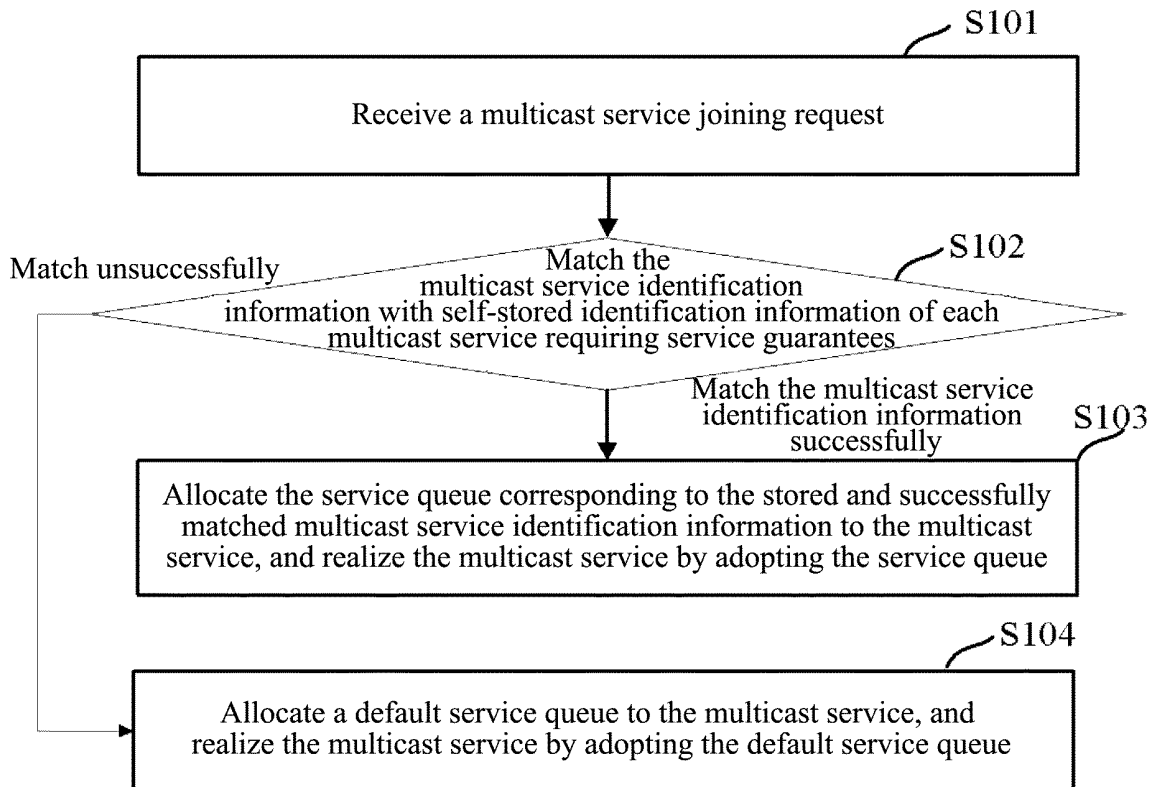 S101
Receive a multicast service joining request
S102
Match unsuccessfully
Match the
multicast service identification
information with self-stored identification information of each
multicast service requiring service guarantees
Match the multicast service
identification information
successfully
S103
Allocate the service queue corresponding to the stored and successfully
matched multicast service identification information to the multicast
service, and realize the multicast service by adopting the service queue
S104
Allocate a default service queue to the multicast service, and
realize the multicast service by adopting the default service queue